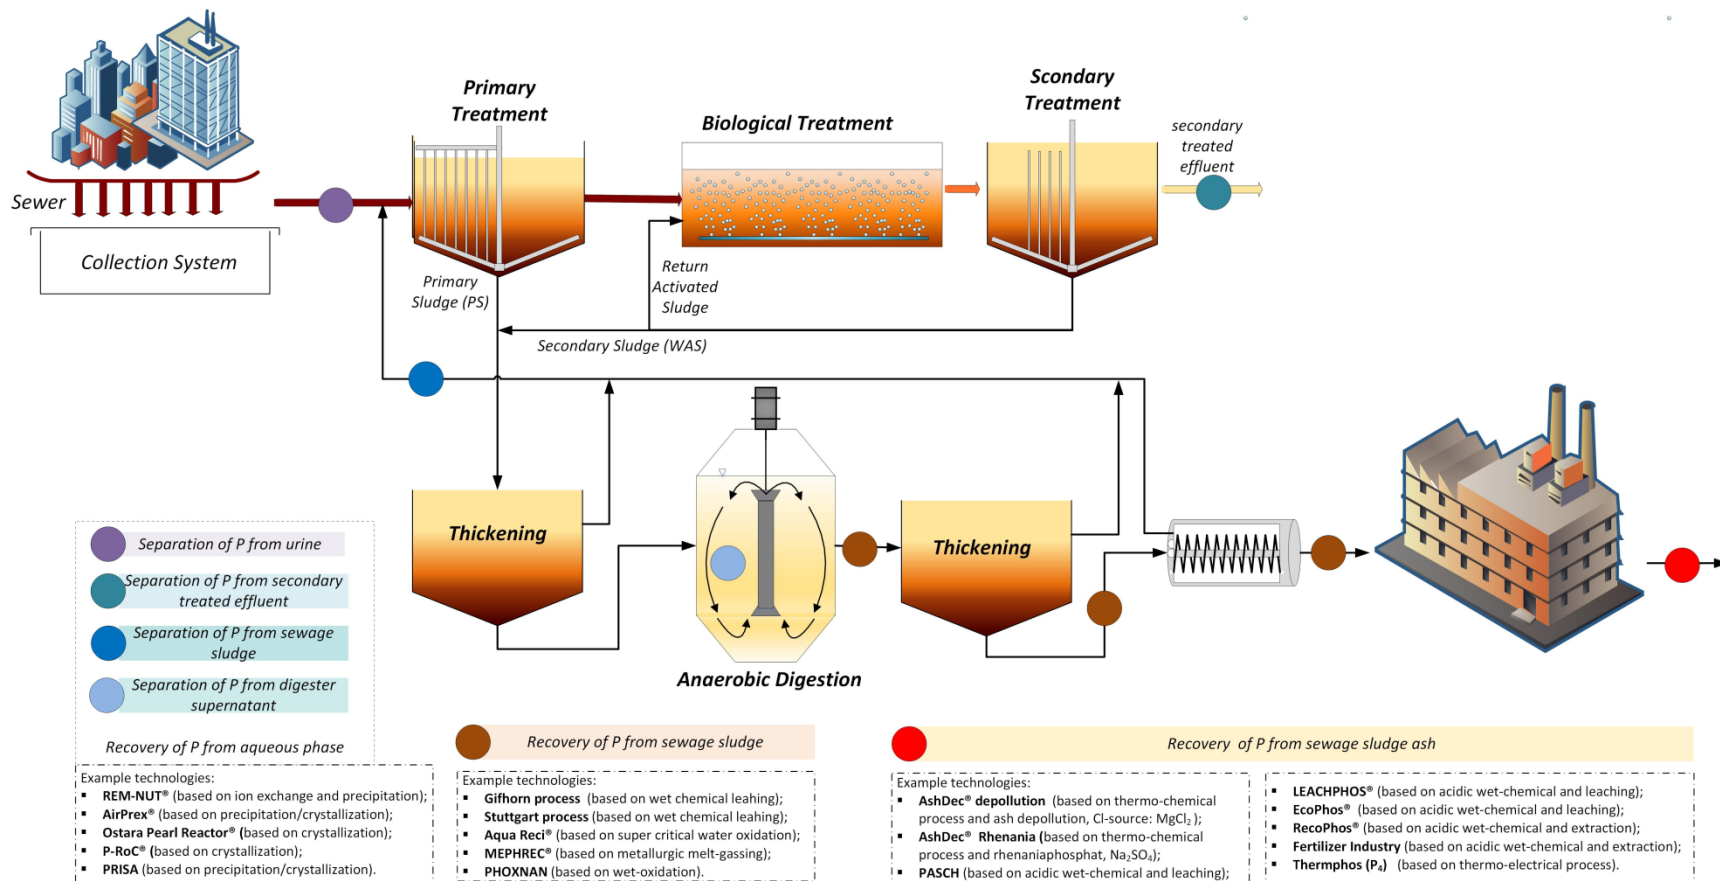 Primary
Treatment
Biological Treatment
Scondary
Treatment
secondary
treated
effluent
Sewer
Collection System
Primary
Sludge (PS)
Return
Activated
Sludge
Secondary Sludge (WAS)
Thickening
Thickening
Anaerobic Digestion
Separation of P from urine
Separation of P from secondary
treated effluent
Separation of P from sewage
sludge
Separation of P from digester
supernatant
Recovery of P from aqueous phase
Example technologies:
▪ REM-NUT® (based on ion exchange and precipitation);
▪ AirPrex® (based on precipitation/crystallization);
▪ Ostara Pearl Reactor® (based on crystallization);
▪ P-RoC® (based on crystallization);
▪ PRISA (based on precipitation/crystallization).
Recovery of P from sewage sludge
Example technologies:
▪ Gifhorn process (based on wet chemical leahing);
▪ Stuttgart process (based on wet chemical leahing);
▪ Aqua Reci® (based on super critical water oxidation);
▪ MEPHREC® (based on metallurgic melt-gassing);
▪ PHOXNAN (based on wet-oxidation).
Recovery of P from sewage sludge ash
Example technologies:
▪ AshDec® depollution (based on thermo-chemical
process and ash depollution, Cl-source: MgCl₂ );
▪ AshDec® Rhenania (based on thermo-chemical
process and rhenaniaphosphat, Na₂SO₄);
▪ PASCH (based on acidic wet-chemical and leaching);
▪ LEACHPHOS® (based on acidic wet-chemical and leaching);
▪ EcoPhos® (based on acidic wet-chemical and leaching);
▪ RecoPhos® (based on acidic wet-chemical and extraction);
▪ Fertilizer Industry (based on acidic wet-chemical and extraction);
▪ Thermphos (P₄) (based on thermo-electrical process).